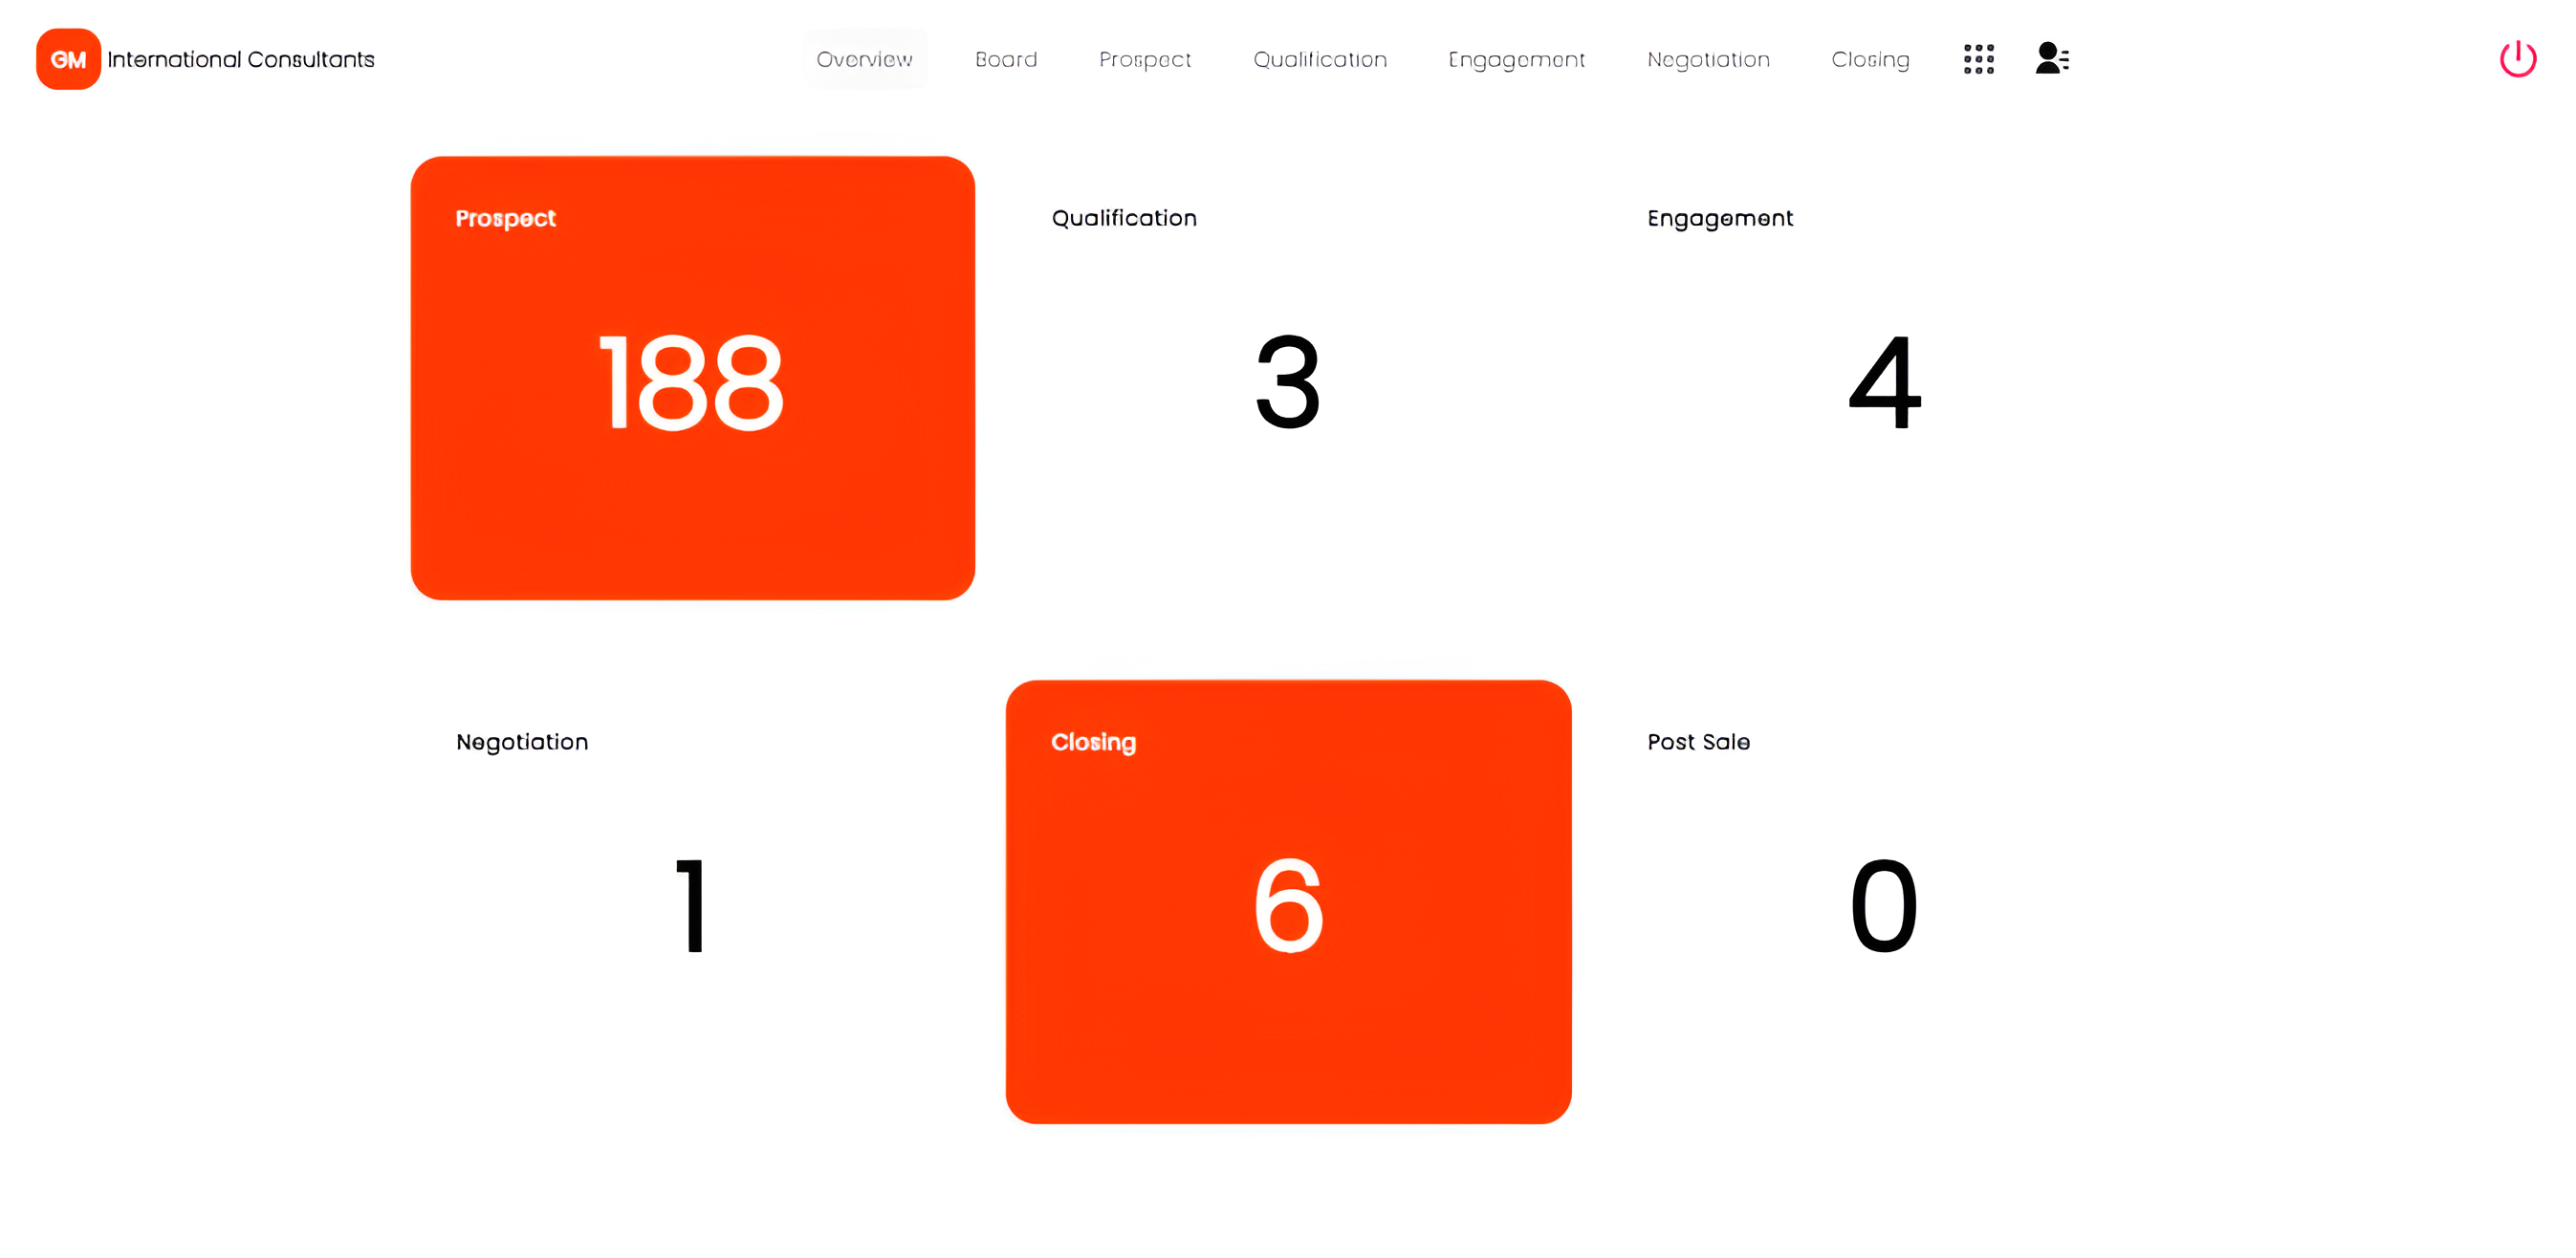 GM International Consultants
Overview Board Prospect Qualification Engagement Negotiation Closing
Prospect Qualification Engagement
188 3 4
Negotiation Closing Post Sale
1 6 0